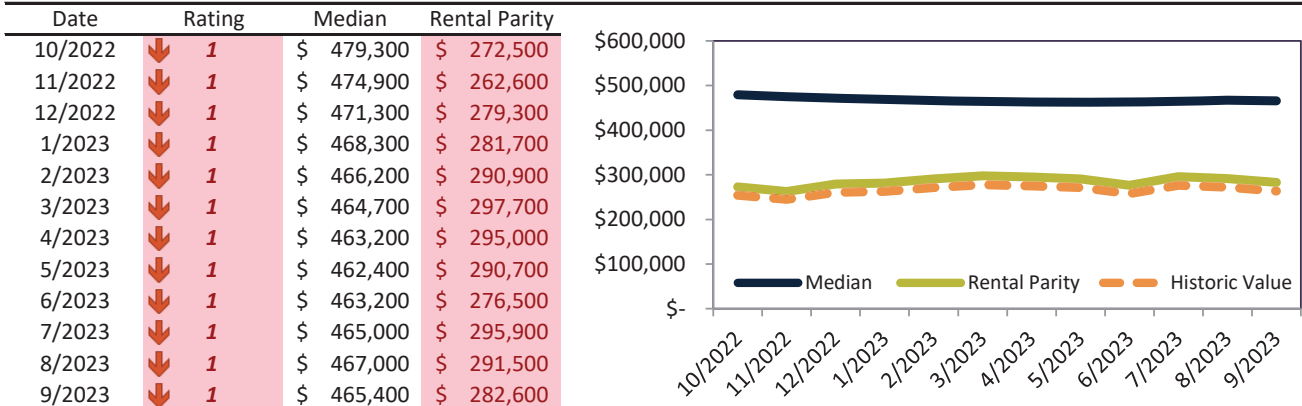 Date Rating Median Rental Parity
10/2022 1 $ 479,300 $ 272,500
11/2022 1 $ 474,900 $ 262,600
12/2022 1 $ 471,300 $ 279,300
1/2023 1 $ 468,300 $ 281,700
2/2023 1 $ 466,200 $ 290,900
3/2023 1 $ 464,700 $ 297,700
4/2023 1 $ 463,200 $ 295,000
5/2023 1 $ 462,400 $ 290,700
6/2023 1 $ 463,200 $ 276,500
7/2023 1 $ 465,000 $ 295,900
8/2023 1 $ 467,000 $ 291,500
9/2023 1 $ 465,400 $ 282,600
$600,000
$500,000
$400,000
$300,000
$200,000
$100,000
$-
Median Rental Parity Historic Value
10/2022
11/2022
12/2022
1/2023
2/2023
3/2023
4/2023
5/2023
6/2023
7/2023
8/2023
9/2023